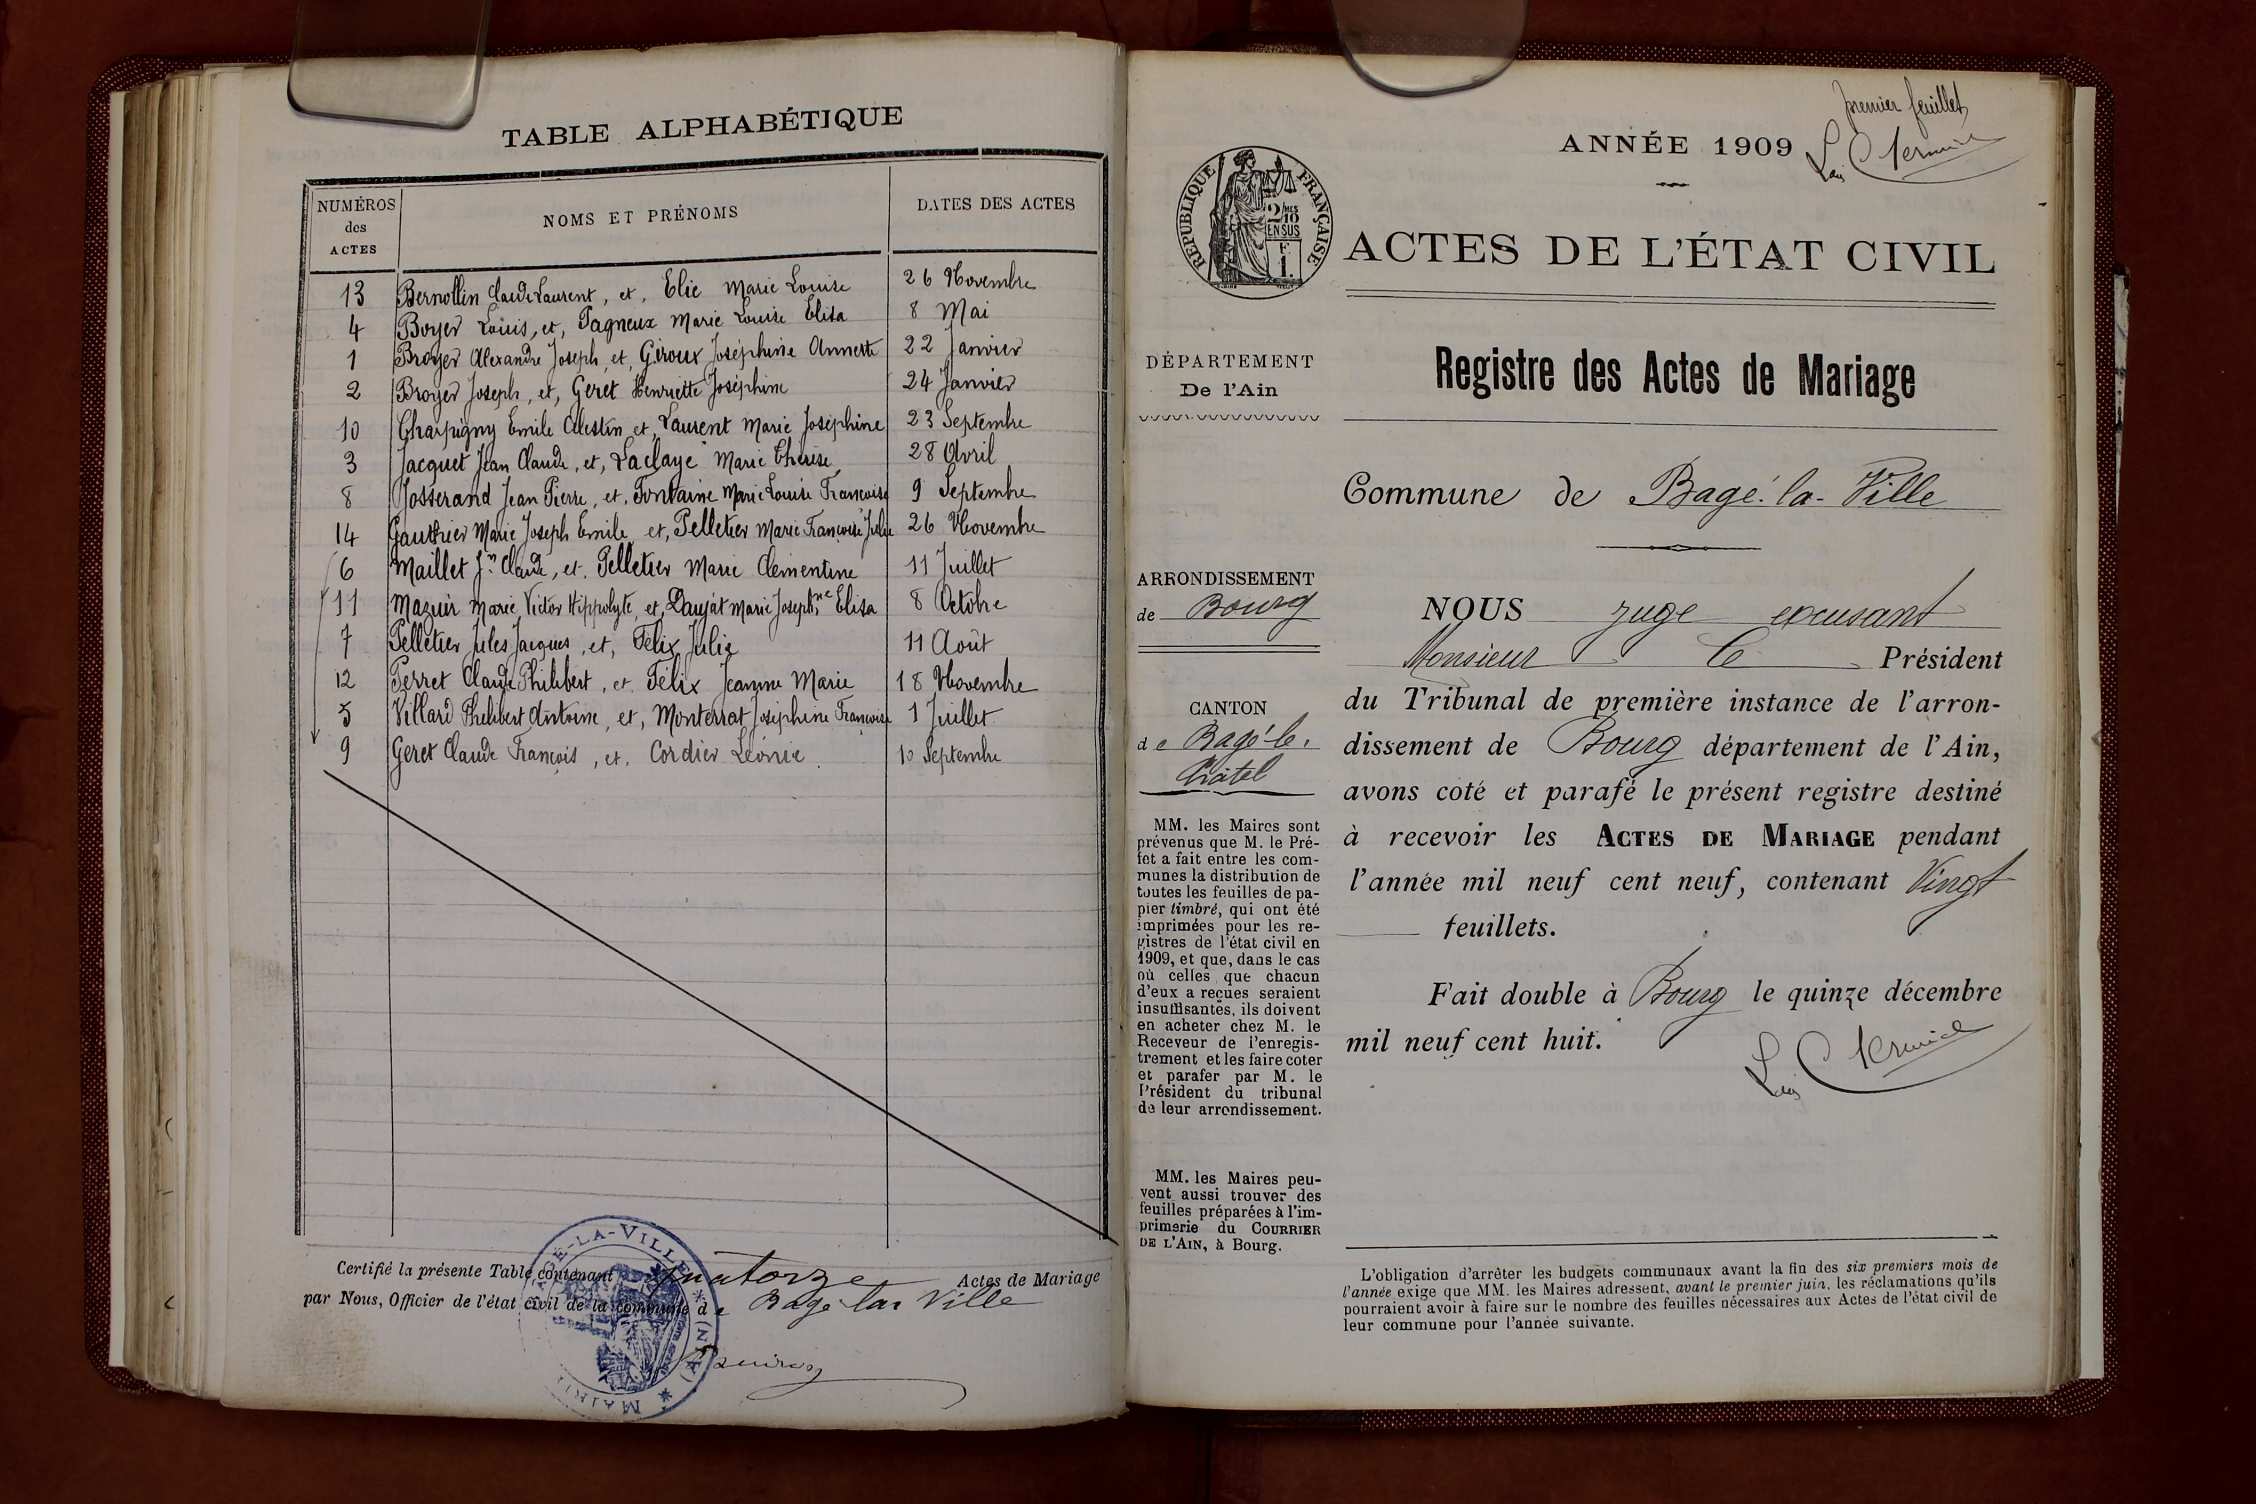 TABLE ALPHABÉTIQUE
NUMÉROS des ACTES
NOMS ET PRÉNOMS
DATES DES ACTES
13 Bernollin Claude Laurent, et, Elie Marie Louise 26 Novembre
4 Boyer Louis, et, Pagneux Marie Louise Elisa 8 Mai
1 Broyer Alexandre Joseph, et, Giroux Joséphine Annette 22 Janvier
2 Broyer Joseph, et, Geret Henriette Joséphine 24 Janvier
10 Charpigny Emile Célestin et, Laurent Marie Joséphine 23 Septembre
3 Jacquet Jean Claude, et, Laclaye Marie Thérèse 28 Avril
8 Josserand Jean Pierre, et, Fontaine Marie Louise Françoise 9 Septembre
14 Gauthier Marie Joseph Emile et, Pelletier Marie Françoise Julie 26 Novembre
6 Maillet Jn Claude, et, Pelletier Marie Clémentine 11 Juillet
11 Mazuir Marie Victor Hippolyte, et, Daujat Marie Josephne Elisa 8 Octobre
7 Pelletier Jules Jacques, et, Félix Julie 11 Août
12 Perret Claude Philibert, et, Félix Jeanne Marie 18 Novembre
5 Villard Philibert Antoine, et, Monterrat Joséphine Françoise 1 Juillet
9 Geret Claude François, et, Cordier Léonie 10 Septembre
Certifié la présente Table contenant quatorze Actes de Mariage
par Nous, Officier de l'état civil de la commune de Bagé-la-Ville
BAGÉ-LA-VILLE * (AIN) * MAIRIE
premier feuillet
ANNÉE 1909
RÉPUBLIQUE FRANÇAISE
2/10 MES
EN SUS
1 F.
ACTES DE L'ÉTAT CIVIL
DÉPARTEMENT
De l'Ain
Registre des Actes de Mariage
Commune de Bagé-la-Ville
ARRONDISSEMENT
de Bourg
CANTON
de Bagé-le-
Châtel
MM. les Maires sont
prévenus que M. le Pré-
fet a fait entre les com-
munes la distribution de
toutes les feuilles de pa-
pier timbré, qui ont été
imprimées pour les re-
gistres de l'état civil en
1909, et que, dans le cas
où celles que chacun
d'eux a reçues seraient
insuffisantes, ils doivent
en acheter chez M. le
Receveur de l'enregis-
trement et les faire coter
et parafer par M. le
Président du tribunal
de leur arrondissement.
MM. les Maires peu-
vent aussi trouver des
feuilles préparées à l'im-
primerie du COURRIER
DE L'AIN, à Bourg.
NOUS juge excusant
Monsieur le Président
du Tribunal de première instance de l'arron-
dissement de Bourg département de l'Ain,
avons coté et parafé le présent registre destiné
à recevoir les ACTES DE MARIAGE pendant
l'année mil neuf cent neuf, contenant Vingt
feuillets.
Fait double à Bourg le quinze décembre
mil neuf cent huit.
L'obligation d'arrêter les budgets communaux avant la fin des six premiers mois de
l'année exige que MM. les Maires adressent, avant le premier juin, les réclamations qu'ils
pourraient avoir à faire sur le nombre des feuilles nécessaires aux Actes de l'état civil de
leur commune pour l'année suivante.